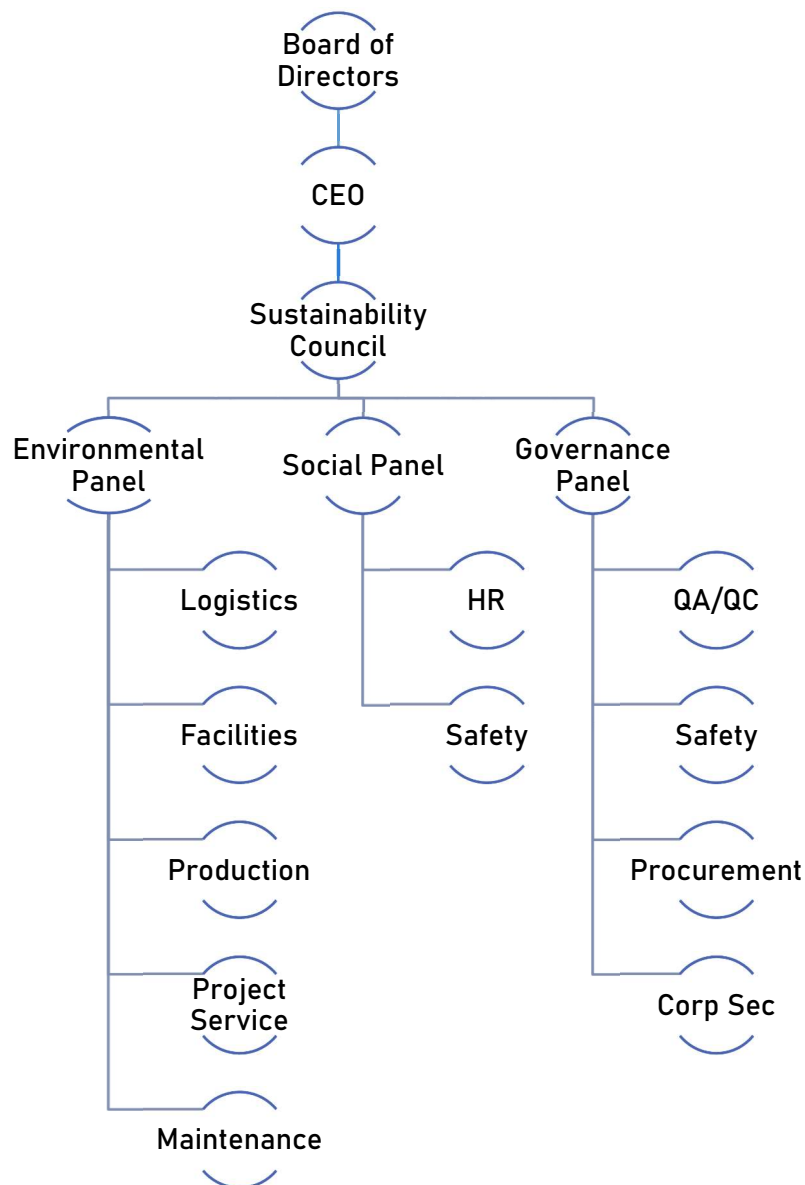 Board of
Directors
CEO
Sustainability
Council
Environmental
Panel
Social Panel
Governance
Panel
Logistics
HR
QA/QC
Facilities
Safety
Safety
Production
Procurement
Project
Service
Corp Sec
Maintenance